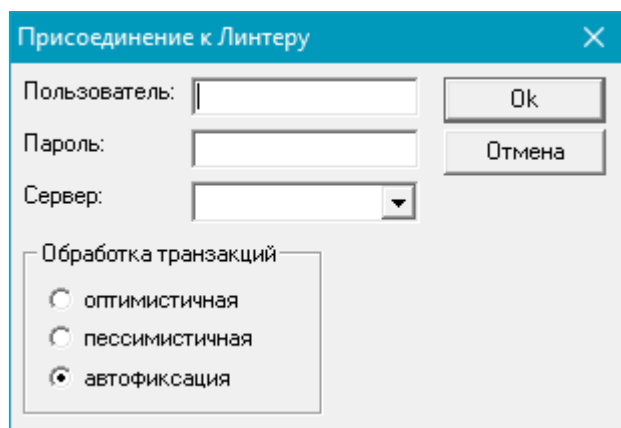 Присоединение к Линтеру
Пользователь:
Ok
Пароль:
Отмена
Сервер:
Обработка транзакций
оптимистичная
пессимистичная
автофиксация